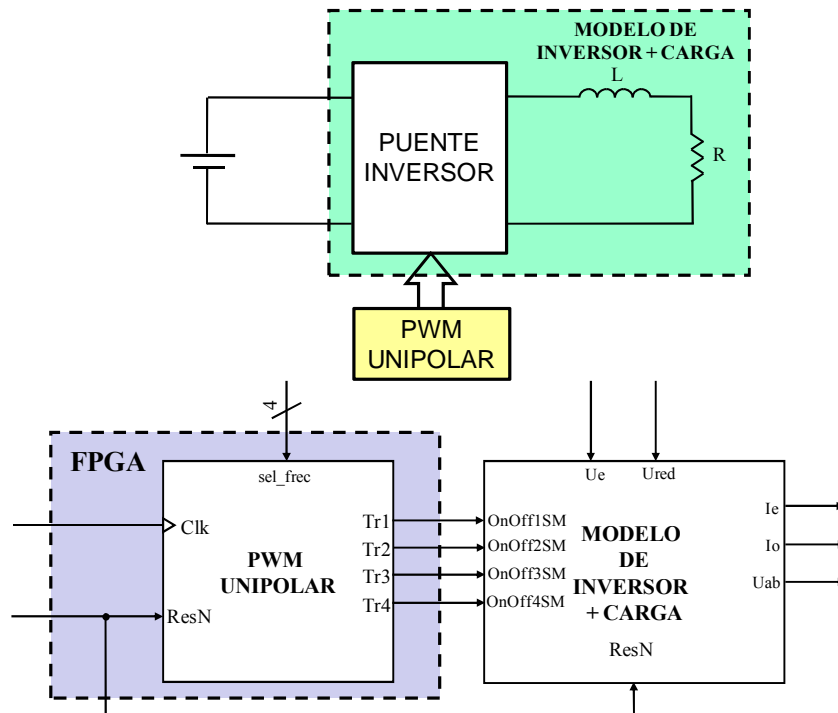 MODELO DE
INVERSOR + CARGA
L
PUENTE
INVERSOR
R
PWM
UNIPOLAR
4
FPGA
sel_frec
Ue
Ured
Clk
Tr1
OnOff1SM
Ie
Tr2
OnOff2SM
Io
PWM
UNIPOLAR
MODELO
DE
INVERSOR
+ CARGA
Tr3
OnOff3SM
Uab
Tr4
OnOff4SM
ResN
ResN